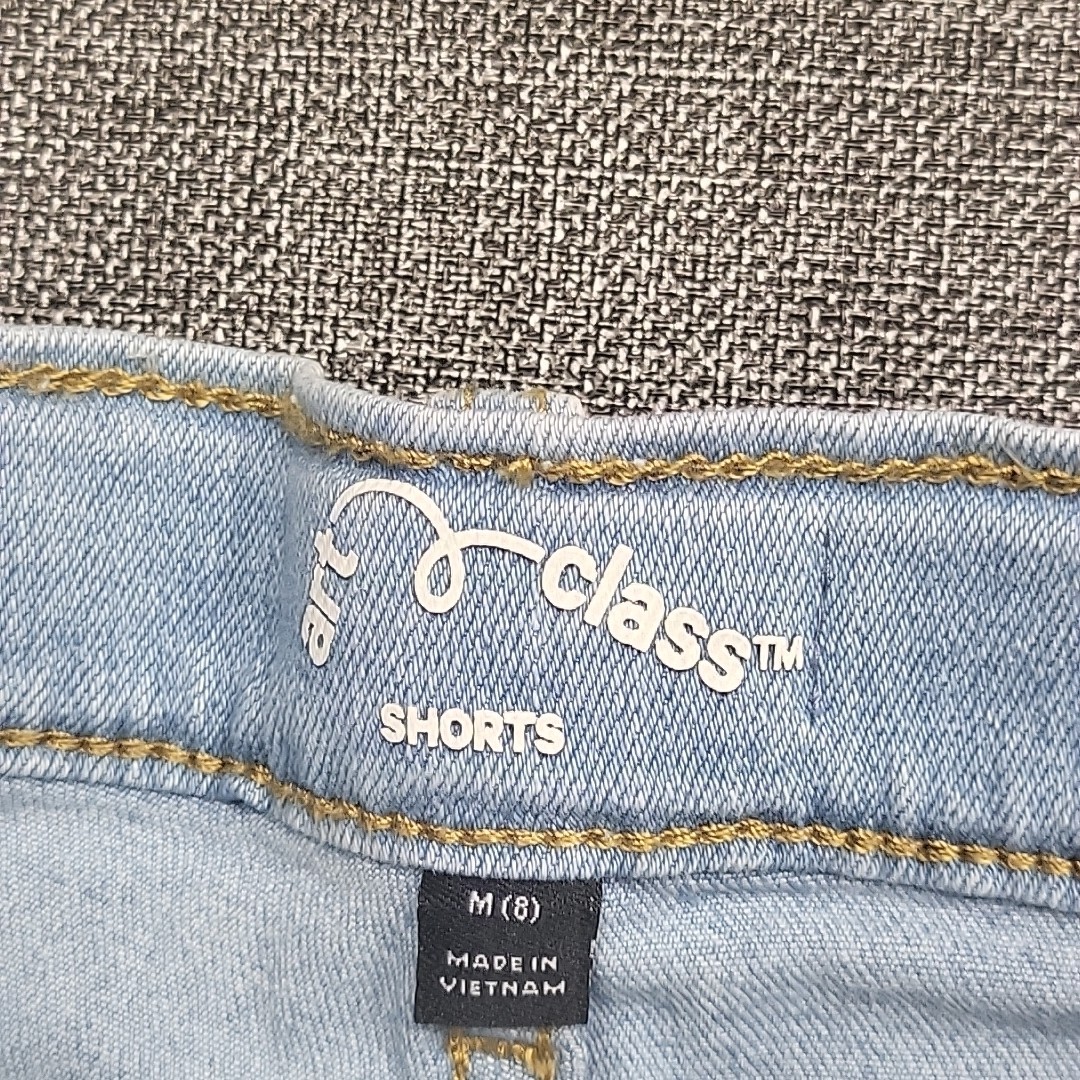 art class™
SHORTS
M (8)
MADE IN
VIETNAM